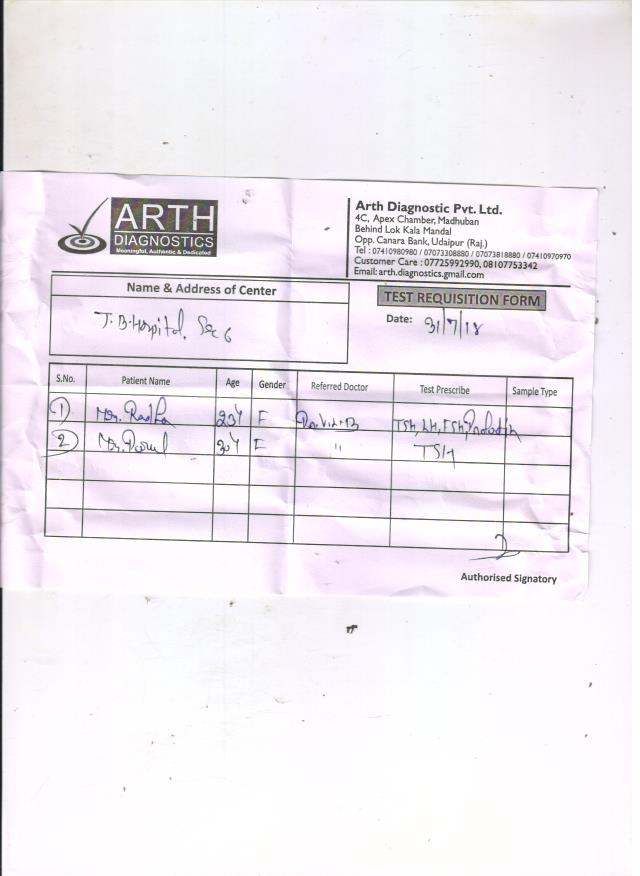 ARTH
DIAGNOSTICS
Meaningful, Authentic & Dedicated
Arth Diagnostic Pvt. Ltd.
4C, Apex Chamber, Madhuban
Behind Lok Kala Mandal
Opp. Canara Bank, Udaipur (Raj.)
Tel : 07410980980 / 07073308880 / 07073818880 / 07410970970
Customer Care : 07725992990, 08107753342
Email: arth.diagnostics.gmail.com
Name & Address of Center
T.B. Hospital, Sec 6
TEST REQUISITION FORM
Date: 31/7/18
S.No. Patient Name Age Gender Referred Doctor Test Prescribe Sample Type
1 Radha 23Y F TSH, LH, FSH, Prolactin
2 30Y F " TSH
Authorised Signatory